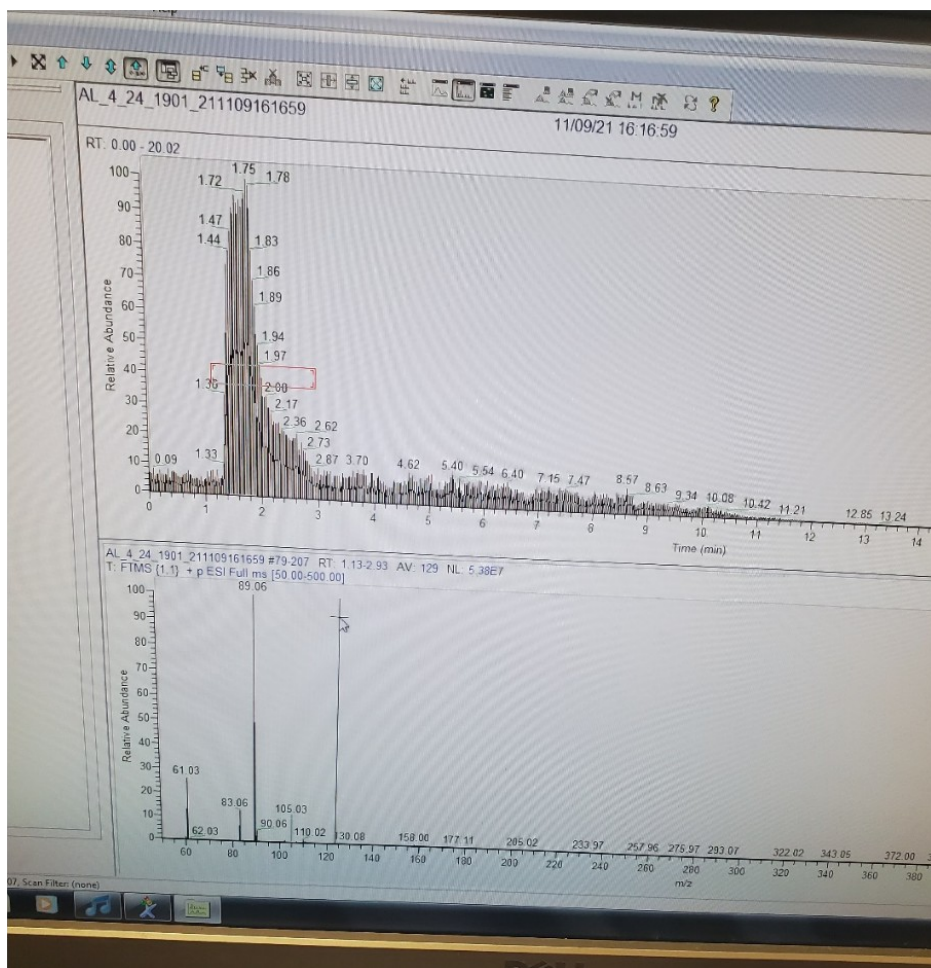 AL_4_24_1901_211109161659
11/09/21 16:16:59
RT: 0.00 - 20.02
1.75
1.72 1.78
1.47
1.44 1.83
1.86
1.89
1.94
1.97
1.30 2.00
2.17
2.36 2.62
2.73
0.09 1.33 2.87 3.70 4.62 5.40 5.54 6.40 7.15 7.47 8.57 8.63 9.34 10.08 10.42 11.21 12.85 13.24
100
90
80
70
60
50
40
30
20
10
0
Relative Abundance
0 1 2 3 4 5 6 7 8 9 10 11 12 13 14
Time (min)
AL_4_24_1901_211109161659 #79-207 RT: 1.13-2.93 AV: 129 NL: 5.38E7
T: FTMS {1.1} + p ESI Full ms [50.00-500.00]
89.06
61.03
83.06 105.03
62.03 90.06 110.02 130.08 158.00 177.11 205.02 233.97 257.96 275.97 293.07 322.02 343.05 372.00
100
90
80
70
60
50
40
30
20
10
0
Relative Abundance
60 80 100 120 140 160 180 200 220 240 260 280 300 320 340 360 380
m/z
07, Scan Filter: (none)